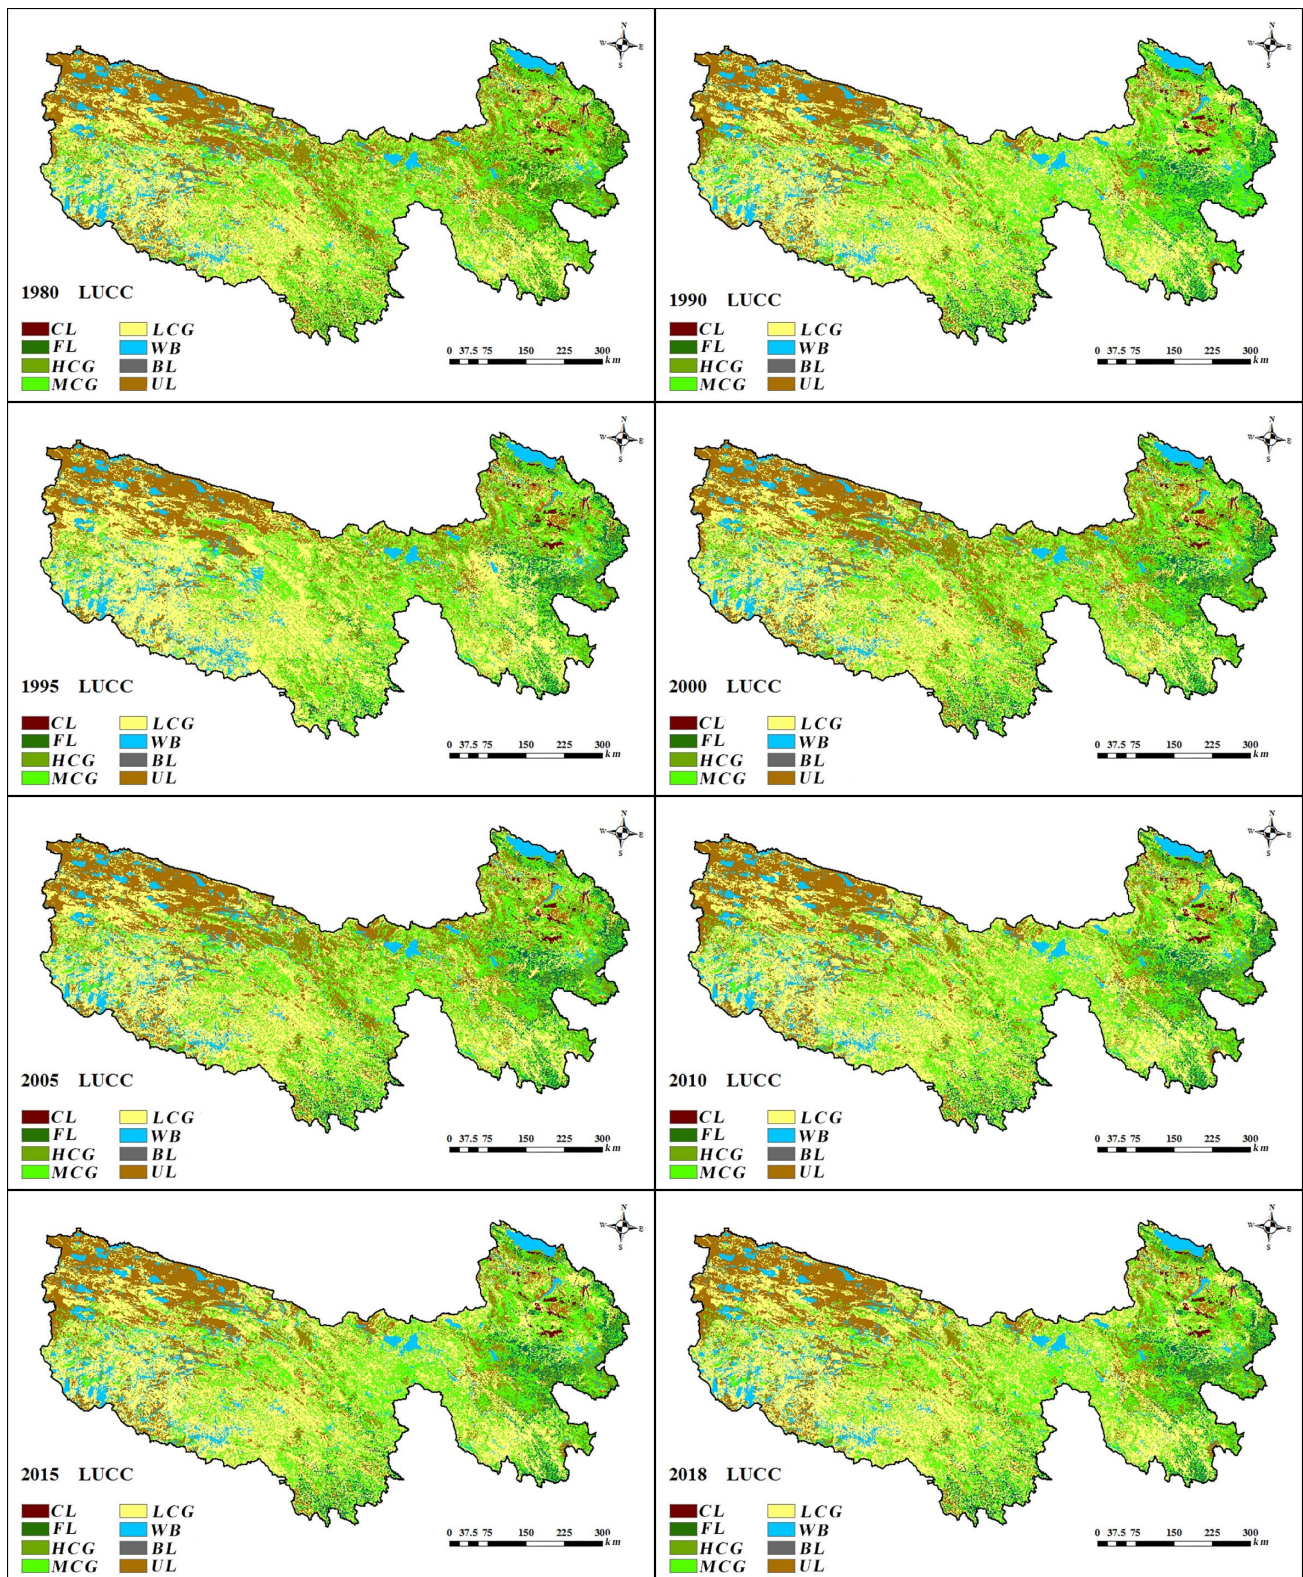 N
W E
S
1980 LUCC
CL LCG
FL WB
HCG BL
MCG UL
0 37.5 75 150 225 300
km
N
W E
S
1990 LUCC
CL LCG
FL WB
HCG BL
MCG UL
0 37.5 75 150 225 300
km
N
W E
S
1995 LUCC
CL LCG
FL WB
HCG BL
MCG UL
0 37.5 75 150 225 300
km
N
W E
S
2000 LUCC
CL LCG
FL WB
HCG BL
MCG UL
0 37.5 75 150 225 300
km
N
W E
S
2005 LUCC
CL LCG
FL WB
HCG BL
MCG UL
0 37.5 75 150 225 300
km
N
W E
S
2010 LUCC
CL LCG
FL WB
HCG BL
MCG UL
0 37.5 75 150 225 300
km
N
W E
S
2015 LUCC
CL LCG
FL WB
HCG BL
MCG UL
0 37.5 75 150 225 300
km
N
W E
S
2018 LUCC
CL LCG
FL WB
HCG BL
MCG UL
0 37.5 75 150 225 300
km